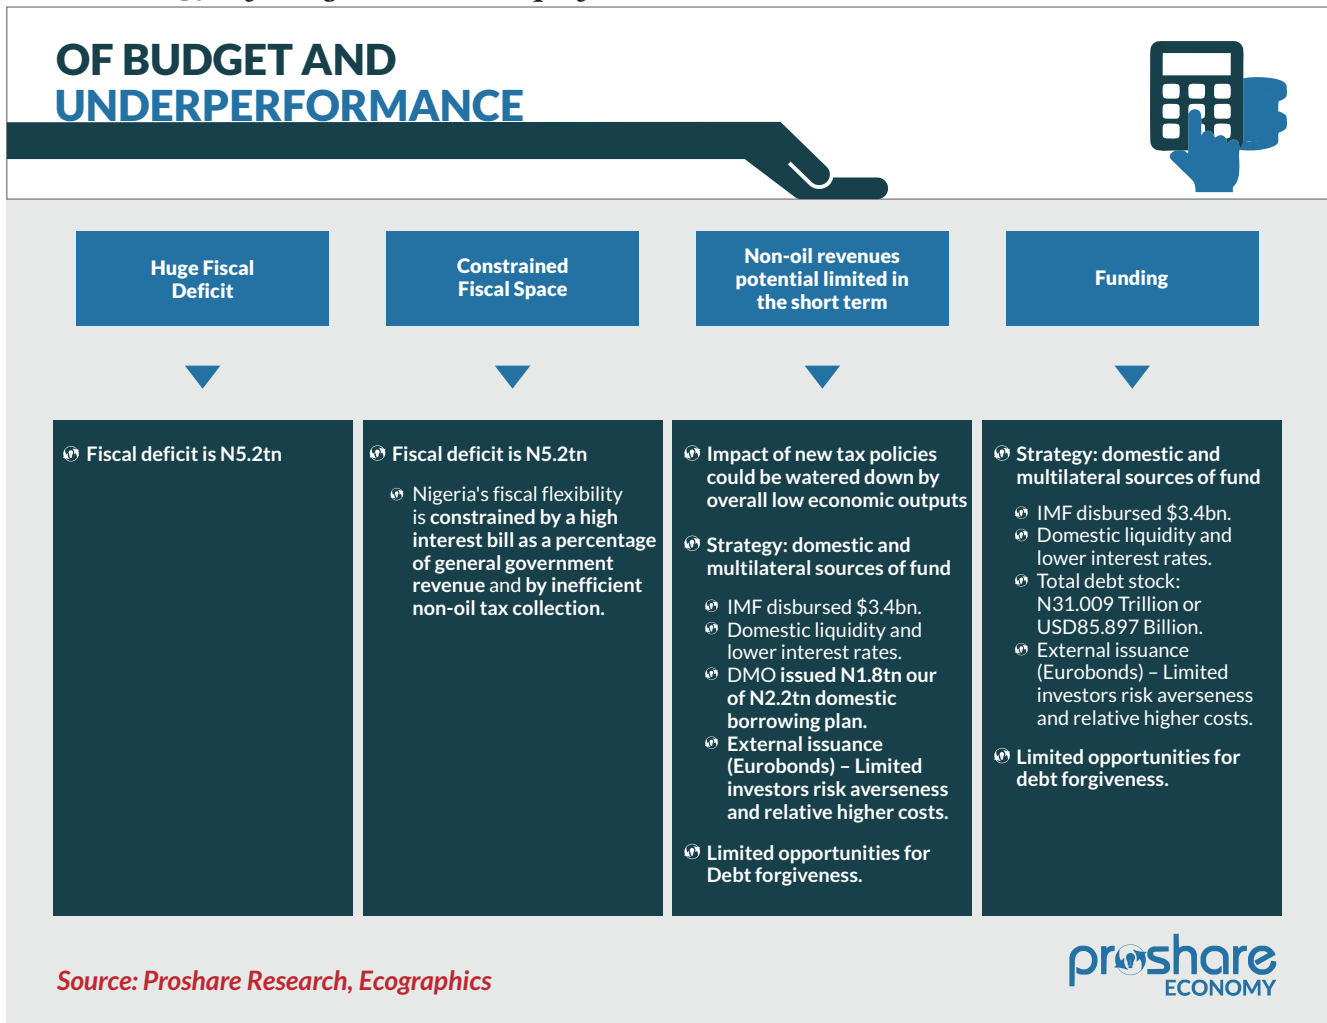 OF BUDGET AND
UNDERPERFORMANCE
Huge Fiscal
Deficit
Constrained
Fiscal Space
Non-oil revenues
potential limited in
the short term
Funding
Fiscal deficit is N5.2tn
Fiscal deficit is N5.2tn
Nigeria's fiscal flexibility
is constrained by a high
interest bill as a percentage
of general government
revenue and by inefficient
non-oil tax collection.
Impact of new tax policies
could be watered down by
overall low economic outputs
Strategy: domestic and
multilateral sources of fund
IMF disbursed $3.4bn.
Domestic liquidity and
lower interest rates.
DMO issued N1.8tn our
of N2.2tn domestic
borrowing plan.
External issuance
(Eurobonds) – Limited
investors risk averseness
and relative higher costs.
Limited opportunities for
Debt forgiveness.
Strategy: domestic and
multilateral sources of fund
IMF disbursed $3.4bn.
Domestic liquidity and
lower interest rates.
Total debt stock:
N31.009 Trillion or
USD85.897 Billion.
External issuance
(Eurobonds) – Limited
investors risk averseness
and relative higher costs.
Limited opportunities for
debt forgiveness.
Source: Proshare Research, Ecographics
proshare
ECONOMY